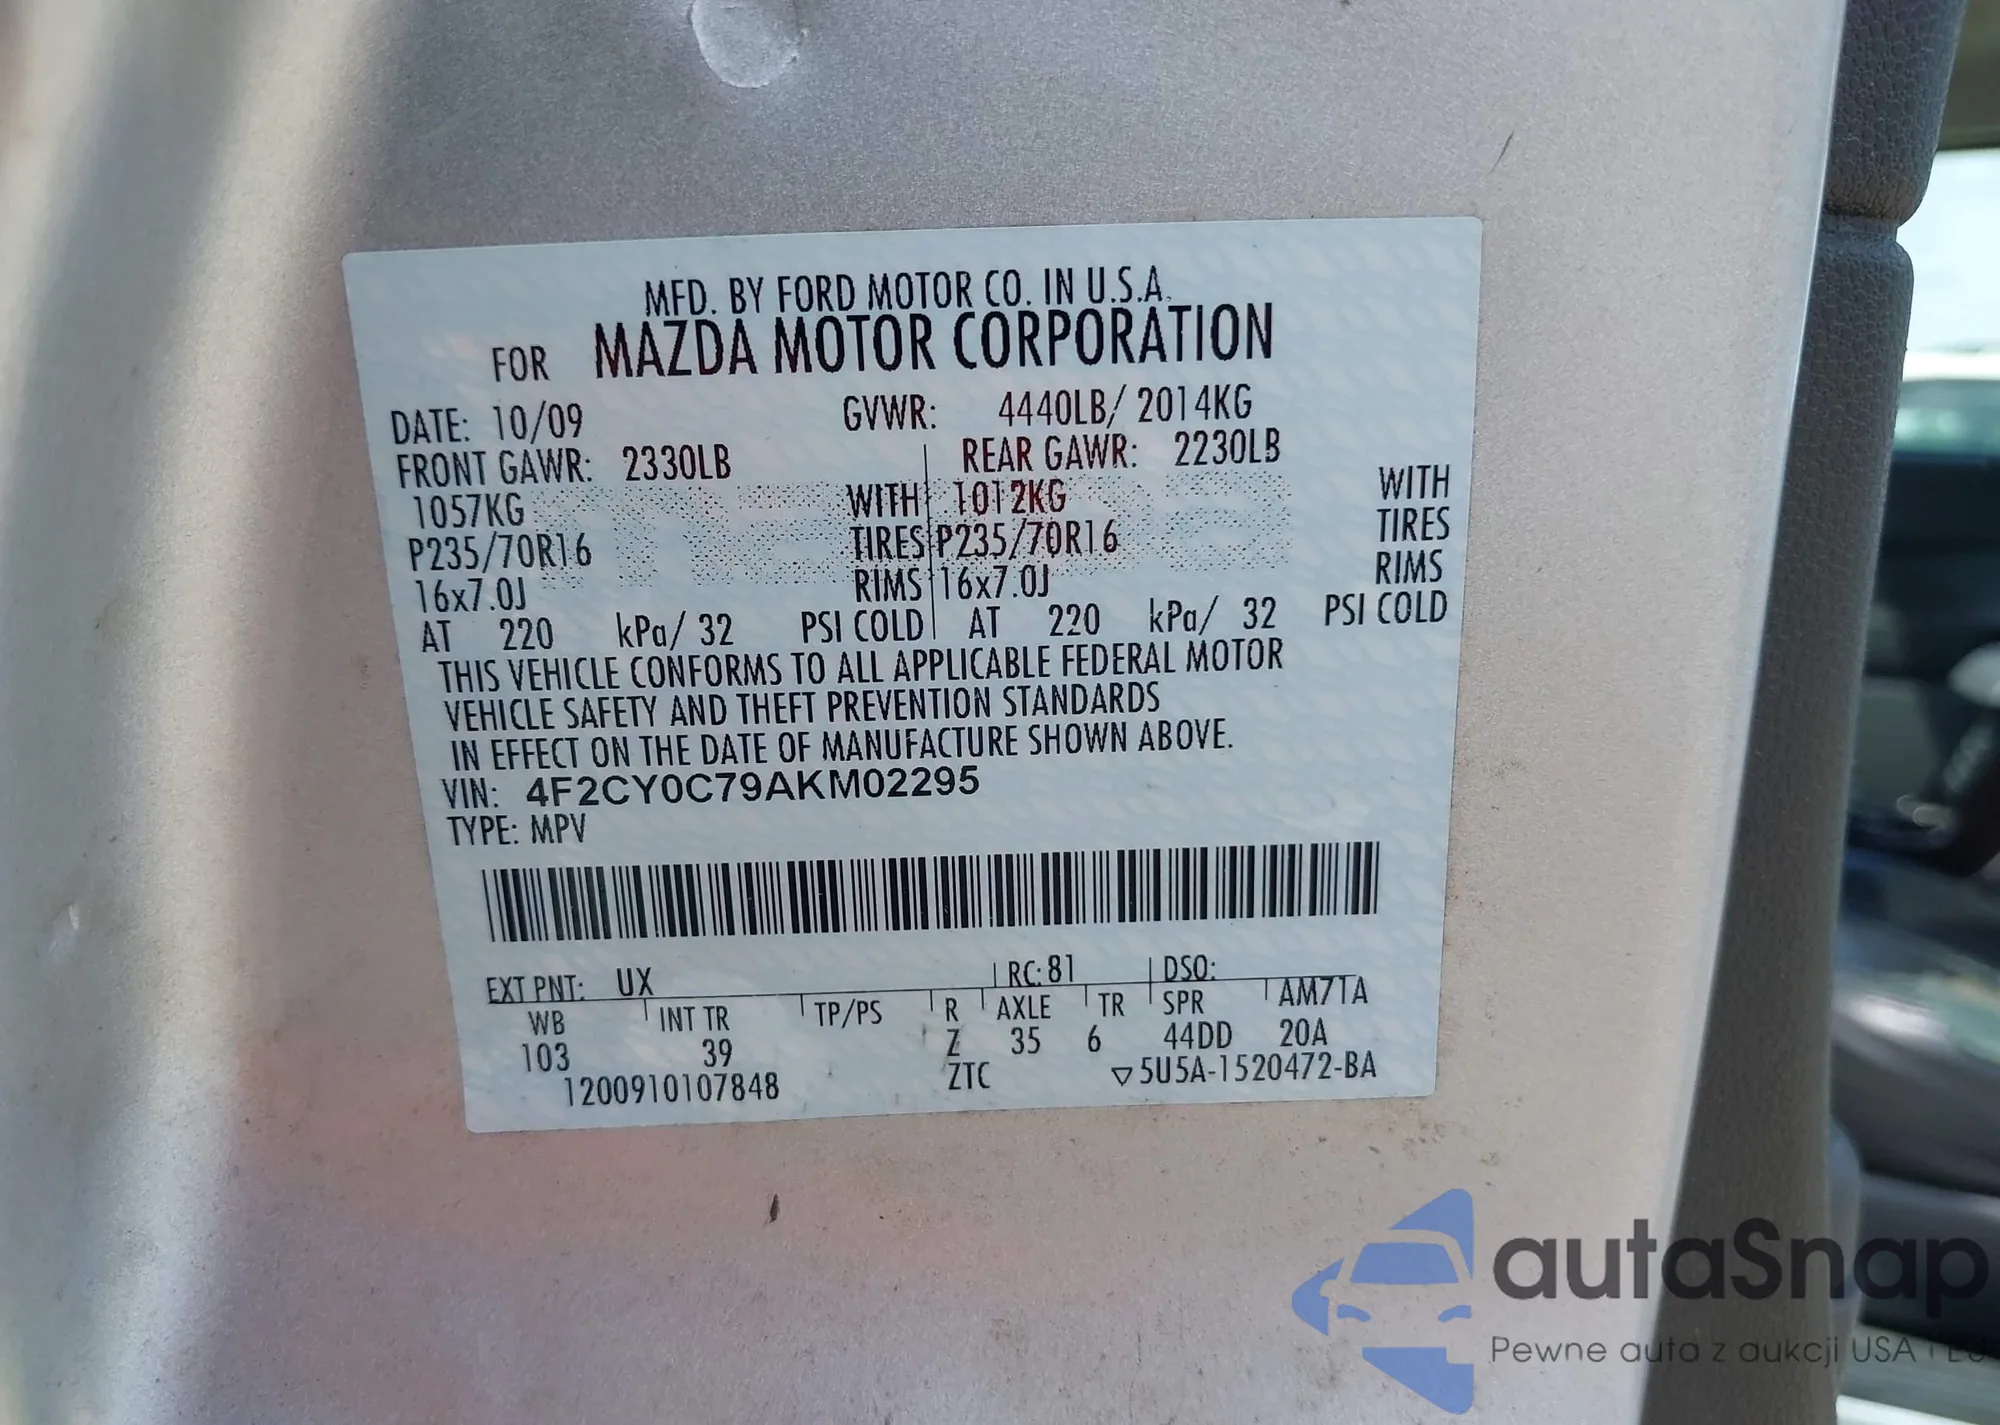 MFD. BY FORD MOTOR CO. IN U.S.A.
FOR MAZDA MOTOR CORPORATION
DATE: 10/09 GVWR: 4440LB/ 2014KG
FRONT GAWR: 2330LB REAR GAWR: 2230LB
1057KG WITH 1012KG WITH
P235/70R16 TIRES P235/70R16 TIRES
16x7.0J RIMS 16x7.0J RIMS
AT 220 kPa/ 32 PSI COLD AT 220 kPa/ 32 PSI COLD
THIS VEHICLE CONFORMS TO ALL APPLICABLE FEDERAL MOTOR
VEHICLE SAFETY AND THEFT PREVENTION STANDARDS
IN EFFECT ON THE DATE OF MANUFACTURE SHOWN ABOVE.
VIN: 4F2CY0C79AKM02295
TYPE: MPV
EXT PNT: UX RC: 81 DSO:
WB INT TR TP/PS R AXLE TR SPR AM71A
103 39 Z 35 6 44DD 20A
1200910107848 ZTC ▽5U5A-1520472-BA
autaSnap
Pewne auta z aukcji USA i EU